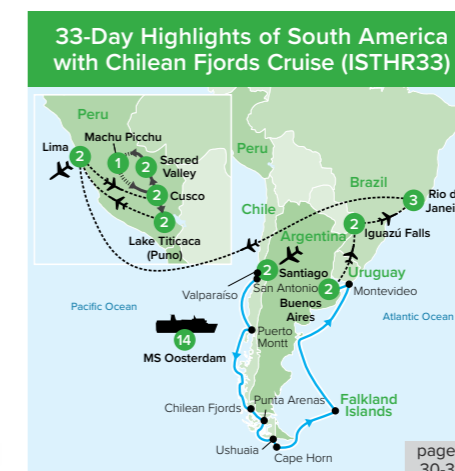 33-Day Highlights of South America
with Chilean Fjords Cruise (ISTHR33)
Peru
Machu Picchu
Lima
2
1
2
Sacred
Valley
2
Cusco
2
Lake Titicaca
(Puno)
Peru
Brazil
3
Rio d
Janei
Chile
2
Iguazú Falls
Argentina
2
Santiago
Uruguay
San Antonio
2
Montevideo
Valparaíso
Buenos
Aires
Pacific Ocean
Atlantic Ocean
14
MS Oosterdam
Puerto
Montt
Chilean Fjords
Punta Arenas
Falkland
Islands
Ushuaia
Cape Horn
page
30-3